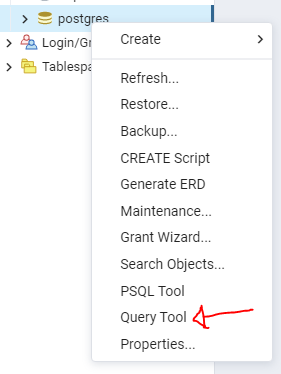 postgres
Login/Gr
Tablespa
Create
Refresh...
Restore...
Backup...
CREATE Script
Generate ERD
Maintenance...
Grant Wizard...
Search Objects...
PSQL Tool
Query Tool
Properties...